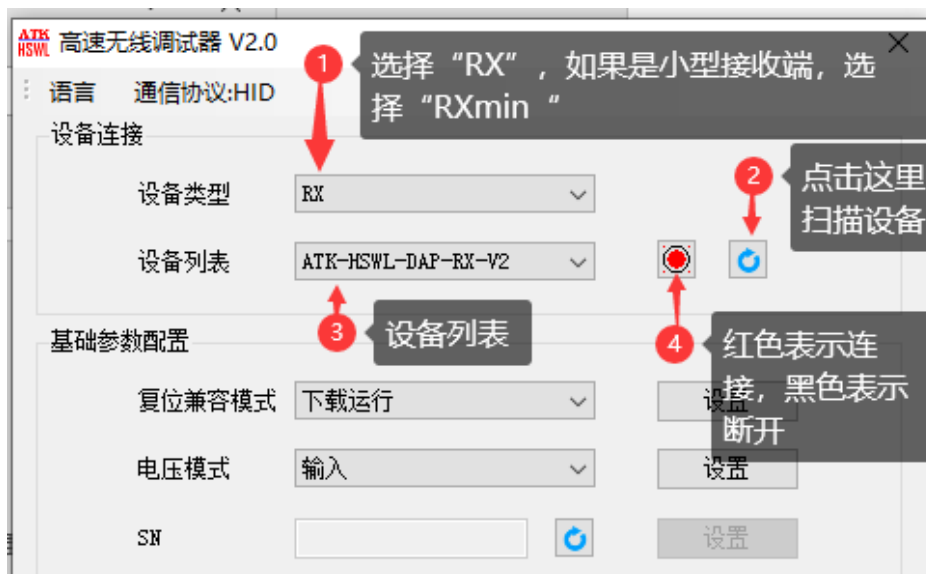 ATK
HSWL 高速无线调试器 V2.0
1 选择“RX”，如果是小型接收端，选
择“RXmin “
语言 通信协议:HID
设备连接
2 点击这里
扫描设备
设备类型 RX
设备列表 ATK-HSWL-DAP-RX-V2
3 设备列表
4 红色表示连
接，黑色表示
断开
基础参数配置
复位兼容模式 下载运行 设置
电压模式 输入 设置
SN 设置